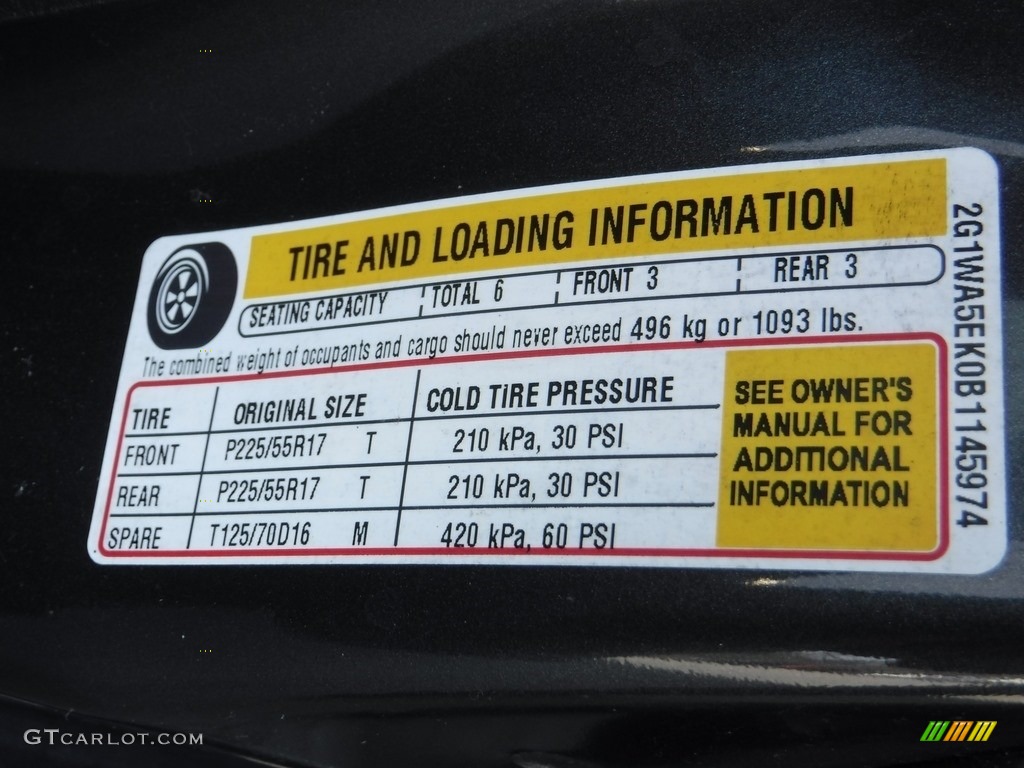 TIRE AND LOADING INFORMATION
SEATING CAPACITY TOTAL 6 FRONT 3 REAR 3
The combined weight of occupants and cargo should never exceed 496 kg or 1093 lbs.
TIRE ORIGINAL SIZE COLD TIRE PRESSURE
FRONT P225/55R17 T 210 kPa, 30 PSI
REAR P225/55R17 T 210 kPa, 30 PSI
SPARE T125/70D16 M 420 kPa, 60 PSI
SEE OWNER'S
MANUAL FOR
ADDITIONAL
INFORMATION
2G1WA5EK0B1145974
GTCARLOT.COM